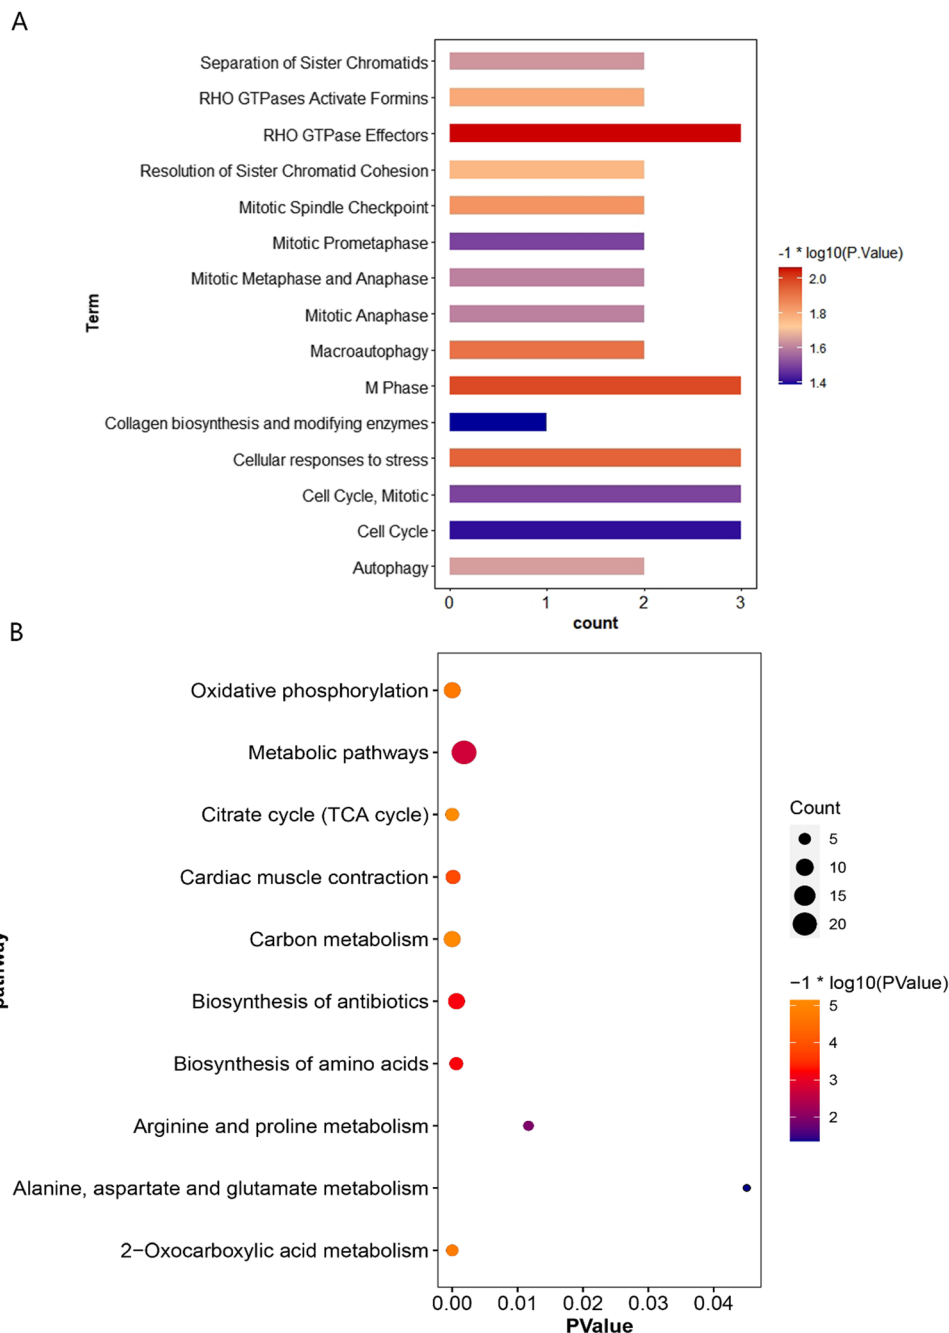 A
Separation of Sister Chromatids
RHO GTPases Activate Formins
RHO GTPase Effectors
Resolution of Sister Chromatid Cohesion
Mitotic Spindle Checkpoint
Mitotic Prometaphase
Mitotic Metaphase and Anaphase
Mitotic Anaphase
Macroautophagy
M Phase
Collagen biosynthesis and modifying enzymes
Cellular responses to stress
Cell Cycle, Mitotic
Cell Cycle
Autophagy
Term
0 1 2 3
count
-1 * log10(P.Value)
2.0
1.8
1.6
1.4
B
Oxidative phosphorylation
Metabolic pathways
Citrate cycle (TCA cycle)
Cardiac muscle contraction
Carbon metabolism
Biosynthesis of antibiotics
Biosynthesis of amino acids
Arginine and proline metabolism
Alanine, aspartate and glutamate metabolism
2−Oxocarboxylic acid metabolism
pathway
0.00 0.01 0.02 0.03 0.04
PValue
Count
5
10
15
20
−1 * log10(PValue)
5
4
3
2